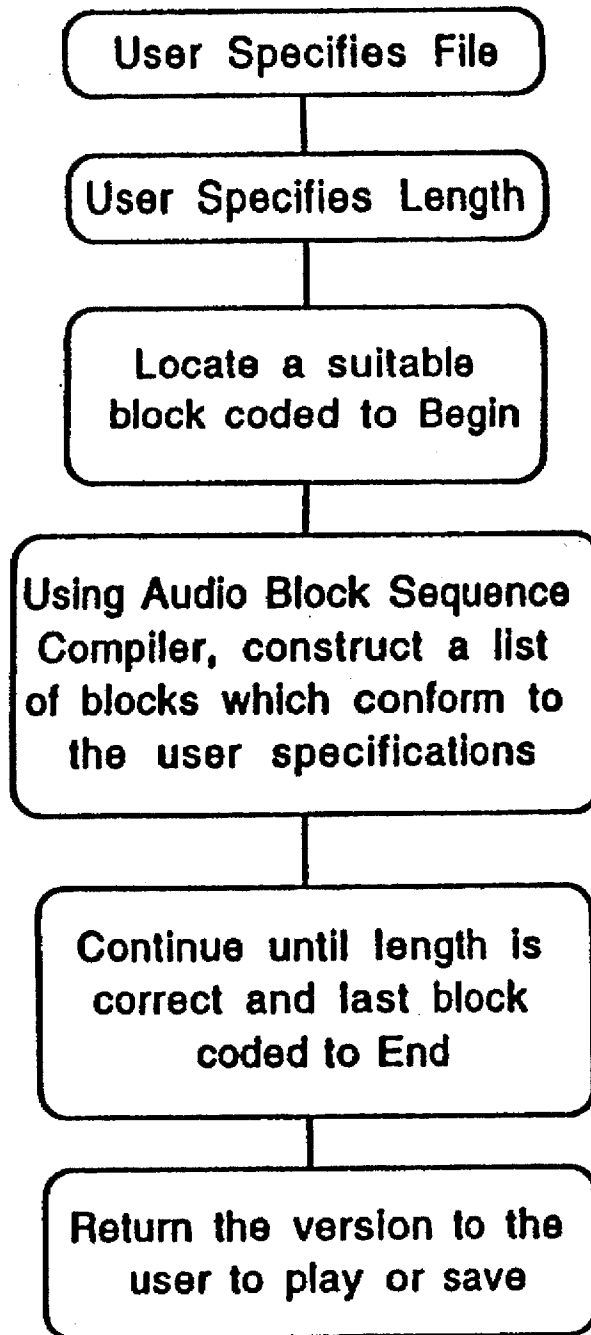 User Specifies File
User Specifies Length
Locate a suitable
block coded to Begin
Using Audio Block Sequence
Compiler, construct a list
of blocks which conform to
the user specifications
Continue until length is
correct and last block
coded to End
Return the version to the
user to play or save